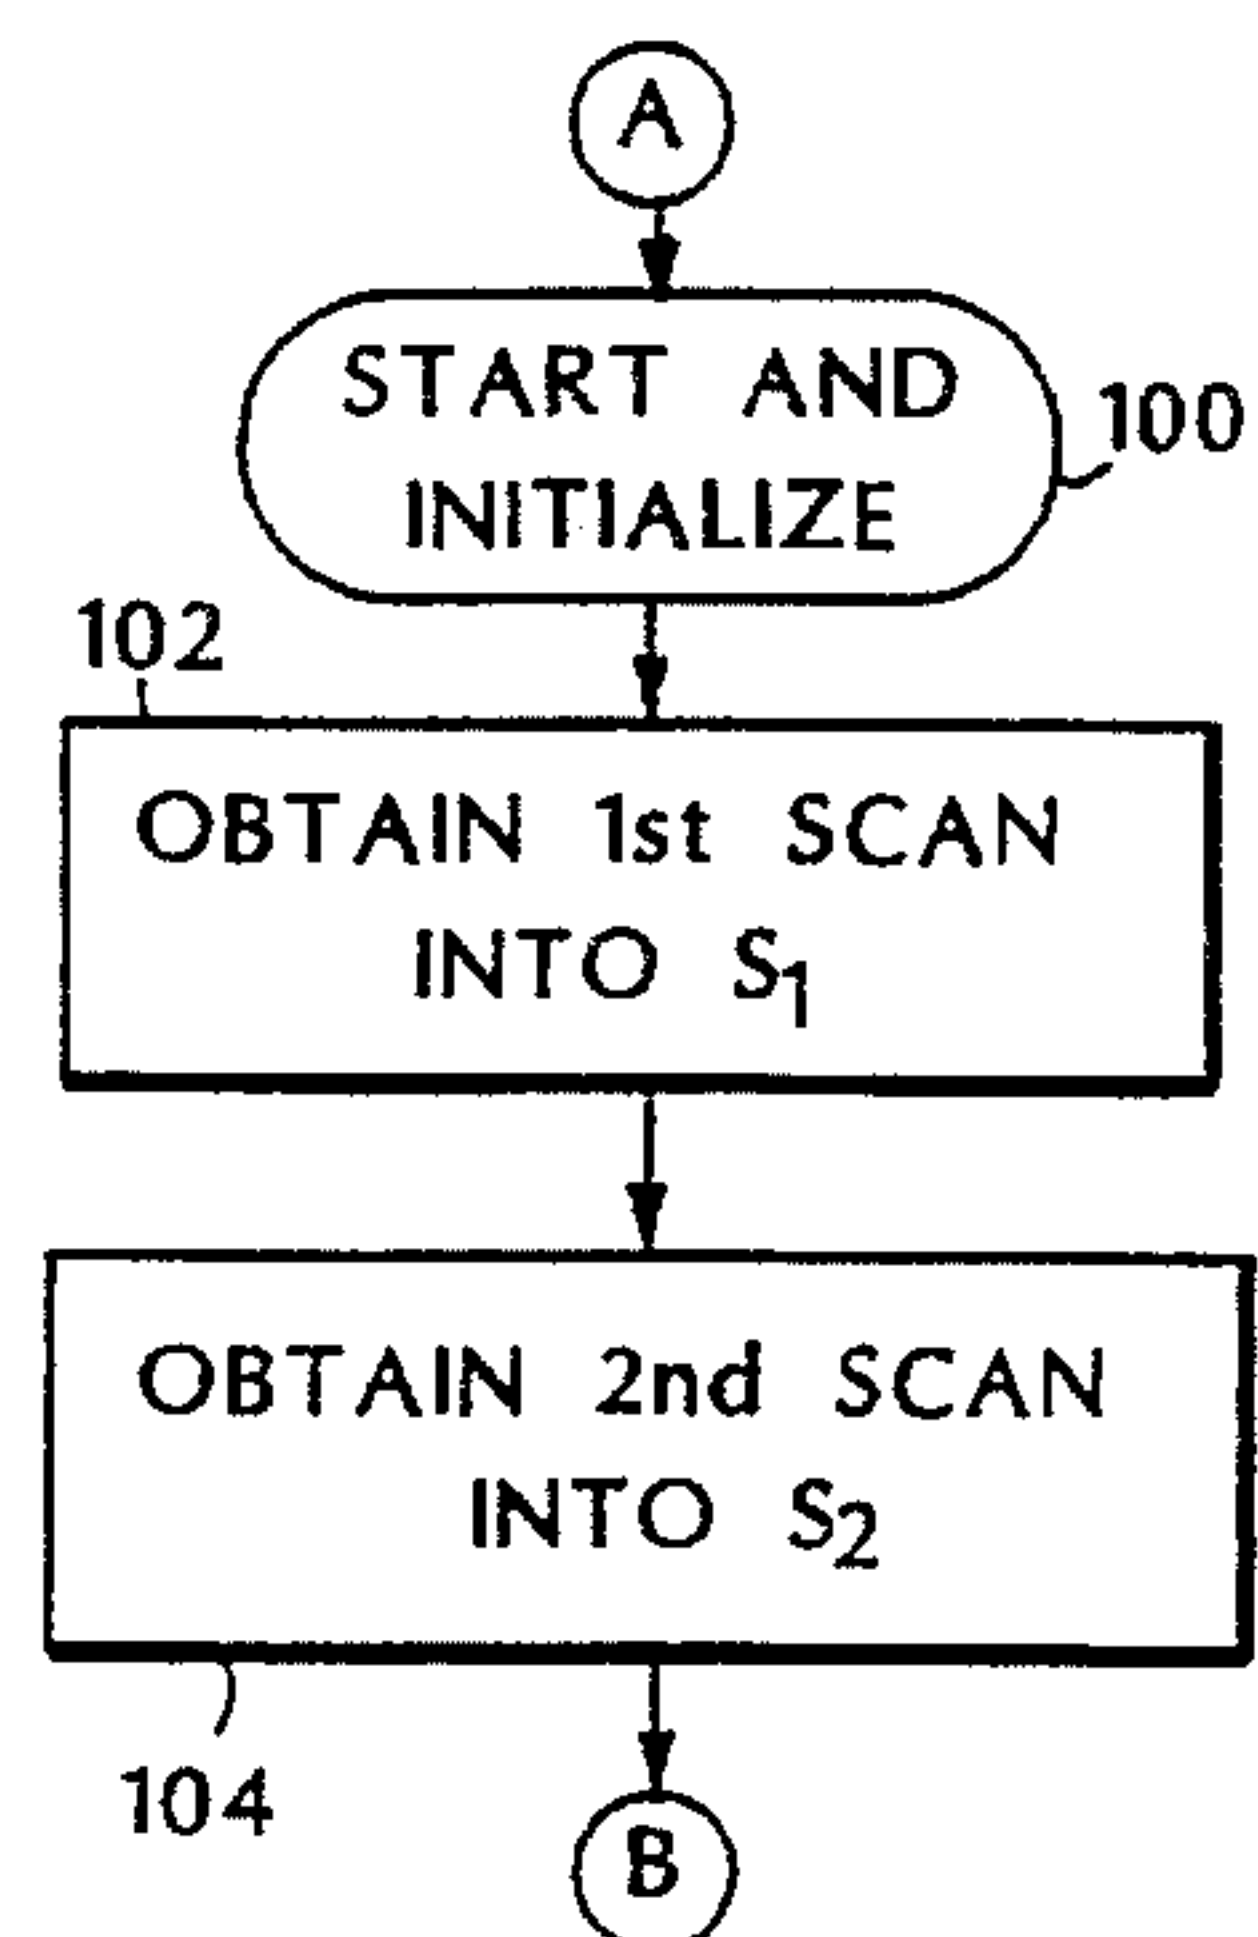 A
START AND
INITIALIZE
100
102
OBTAIN 1st SCAN
INTO S₁
OBTAIN 2nd SCAN
INTO S₂
104
B